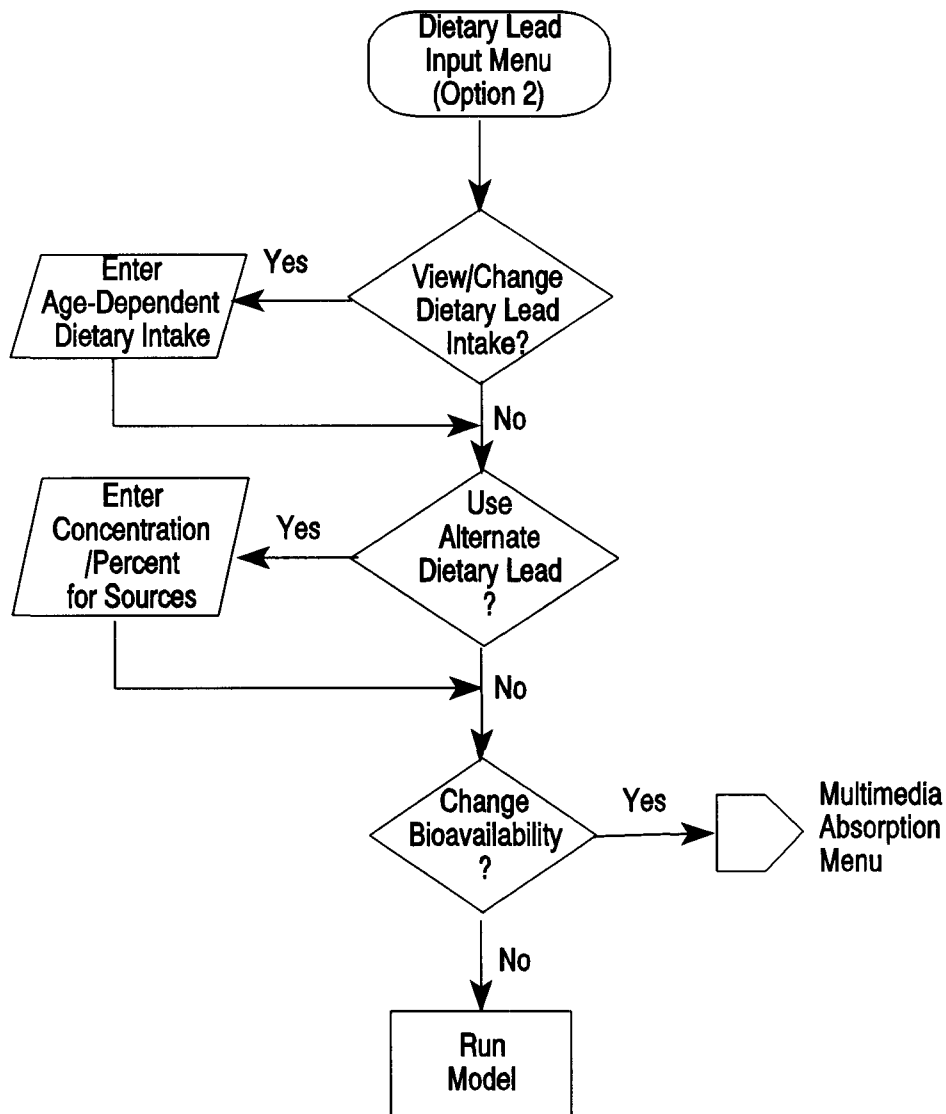 Dietary Lead
Input Menu
(Option 2)
Yes
Enter
Age-Dependent
Dietary Intake
View/Change
Dietary Lead
Intake?
No
Enter
Concentration
/Percent
for Sources
Yes
Use
Alternate
Dietary Lead
?
No
Change
Bioavailability
?
Yes
Multimedia
Absorption
Menu
No
Run
Model